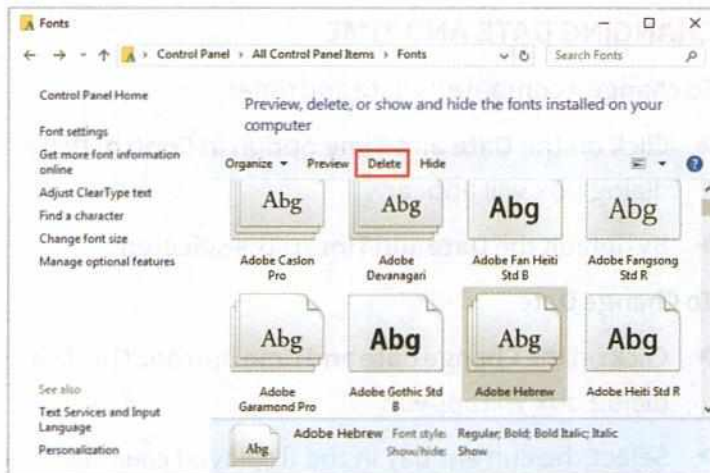 Fonts
Control Panel > All Control Panel Items > Fonts
Search Fonts
Control Panel Home
Font settings
Get more font information
online
Adjust ClearType text
Find a character
Change font size
Manage optional features
See also
Text Services and Input
Language
Personalization
Preview, delete, or show and hide the fonts installed on your
computer
Organize Preview Delete Hide
Abg Abg Abg Abg
Adobe Caslon
Pro
Adobe
Devanagari
Adobe Fan Heiti
Std B
Adobe Fangsong
Std R
Abg Abg Abg Abg
Adobe
Garamond Pro
Adobe Gothic Std
B
Adobe Hebrew
Adobe Heiti Std R
Abg
Adobe Hebrew Font style: Regular; Bold; Bold Italic; Italic
Show/hide: Show